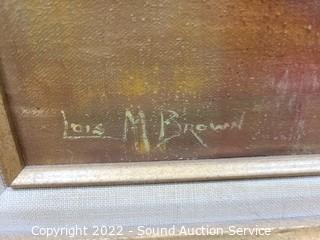 Lois M Brown
Copyright 2022 - Sound Auction Service